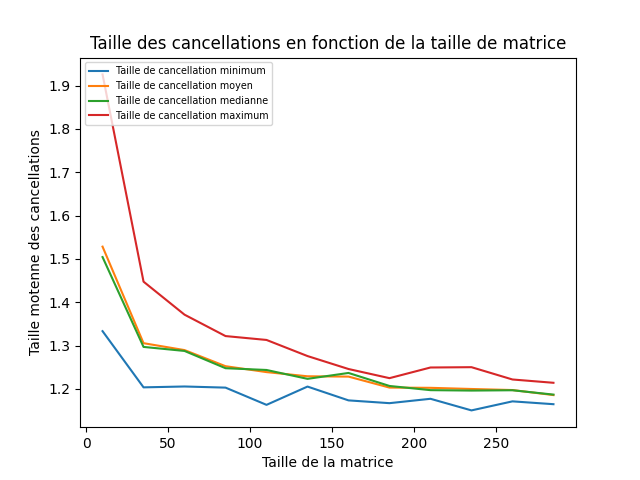 Taille des cancellations en fonction de la taille de matrice
Taille de cancellation minimum
Taille de cancellation moyen
Taille de cancellation medianne
Taille de cancellation maximum
Taille motenne des cancellations
1.9
1.8
1.7
1.6
1.5
1.4
1.3
1.2
0 50 100 150 200 250
Taille de la matrice